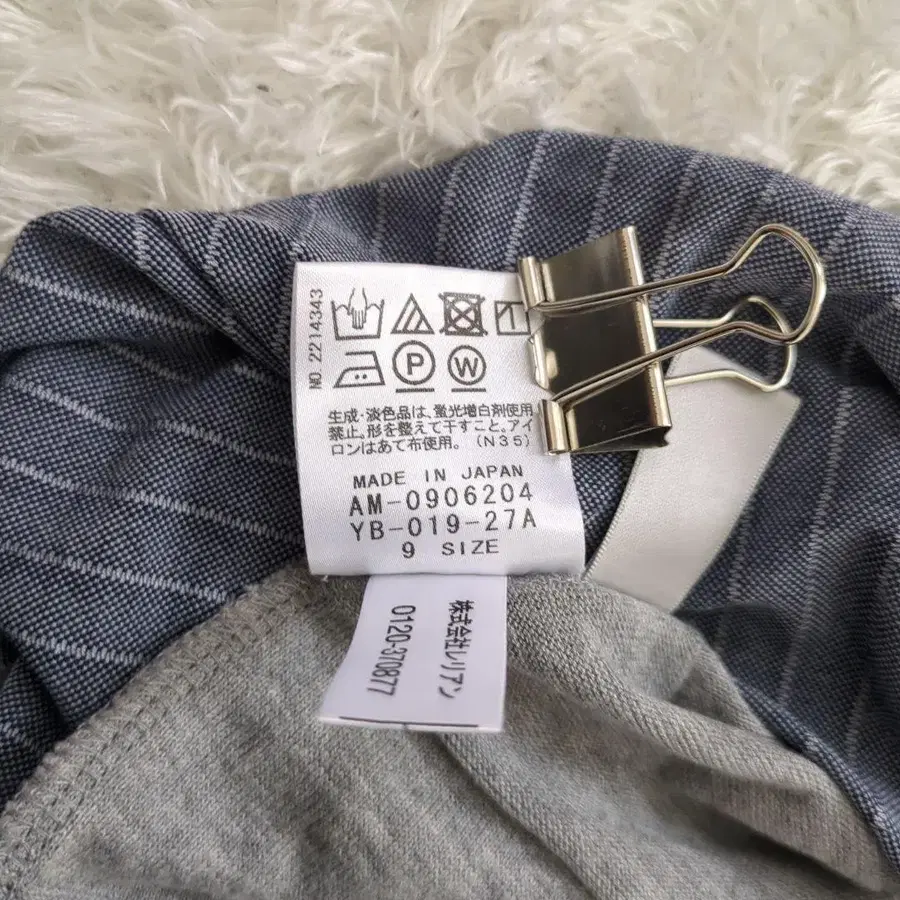 NO.2214343
P
W
生成・淡色品は、蛍光増白剤使用
禁止。形を整えて干すこと。アイ
ロンはあて布使用。(N35)
MADE IN JAPAN
AM-0906204
YB-019-27A
9 SIZE
株式会社レリアン
0120-370877